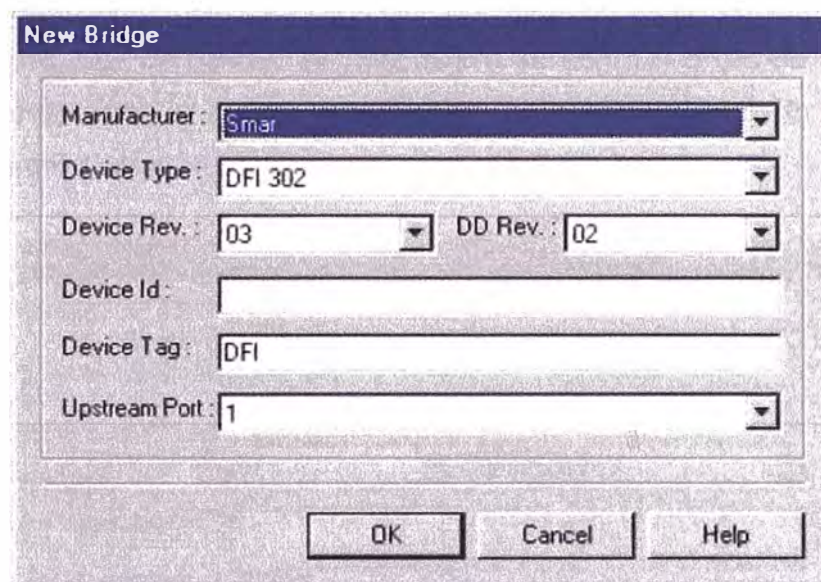 New Bridge
Manufacturer : Smar
Device Type : DFI 302
Device Rev. : 03 DD Rev. : 02
Device Id :
Device Tag : DFI
Upstream Port : 1
OK Cancel Help